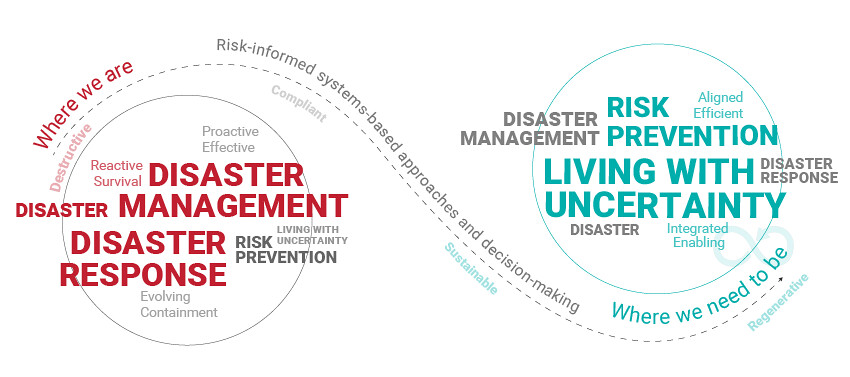 Where we are
Risk-informed systems-based approaches and decision-making
Destructive
Compliant
Proactive
Effective
Reactive
Survival
DISASTER
MANAGEMENT
DISASTER
DISASTER
RESPONSE
RISK
PREVENTION
LIVING WITH
UNCERTAINTY
Evolving
Containment
Sustainable
DISASTER
MANAGEMENT
RISK
PREVENTION
Aligned
Efficient
LIVING WITH
UNCERTAINTY
DISASTER
RESPONSE
DISASTER
Integrated
Enabling
Where we need to be
Regenerative